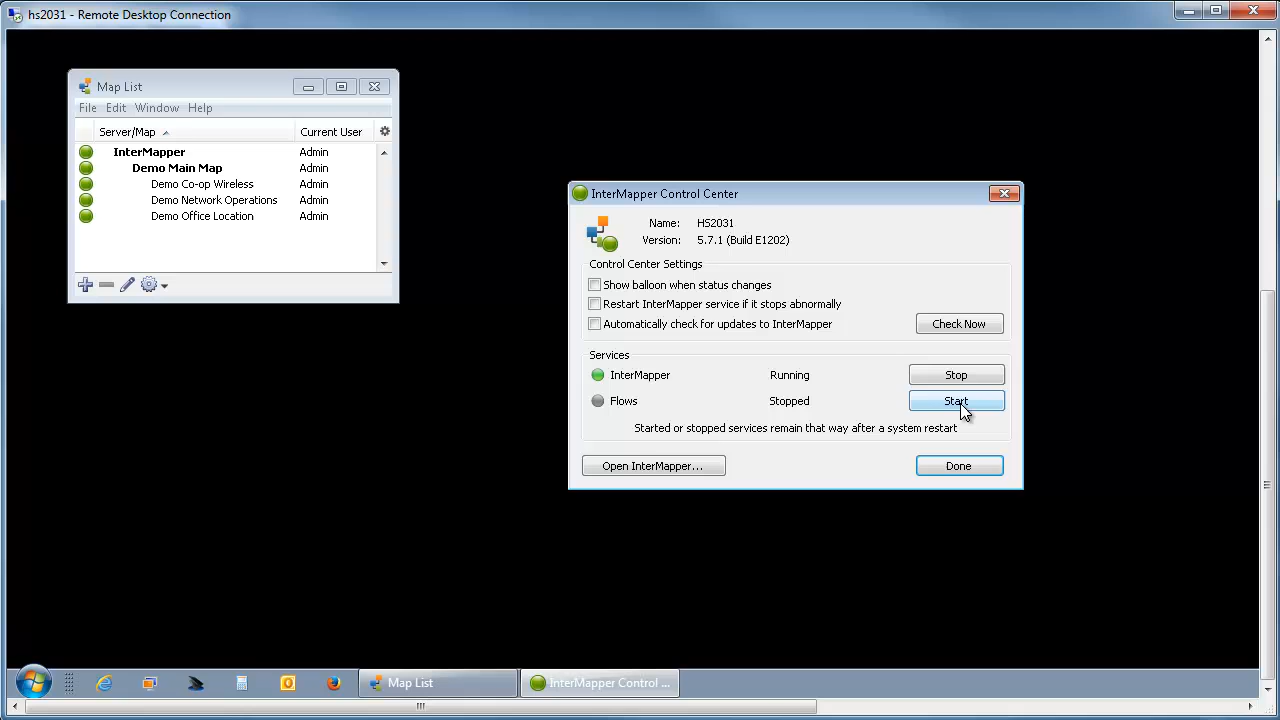 hs2031 - Remote Desktop Connection
Map List
File Edit Window Help
Server/Map Current User
InterMapper Admin
Demo Main Map Admin
Demo Co-op Wireless Admin
Demo Network Operations Admin
Demo Office Location Admin
InterMapper Control Center
Name: HS2031
Version: 5.7.1 (Build E1202)
Control Center Settings
Show balloon when status changes
Restart InterMapper service if it stops abnormally
Automatically check for updates to InterMapper Check Now
Services
InterMapper Running Stop
Flows Stopped Start
Started or stopped services remain that way after a system restart
Open InterMapper... Done
Map List InterMapper Control ...